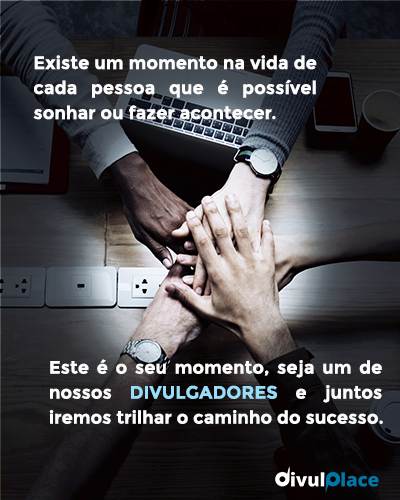 Existe um momento na vida de
cada pessoa que é possível
sonhar ou fazer acontecer.
Este é o seu momento, seja um de
nossos DIVULGADORES e juntos
iremos trilhar o caminho do sucesso.
divulplace